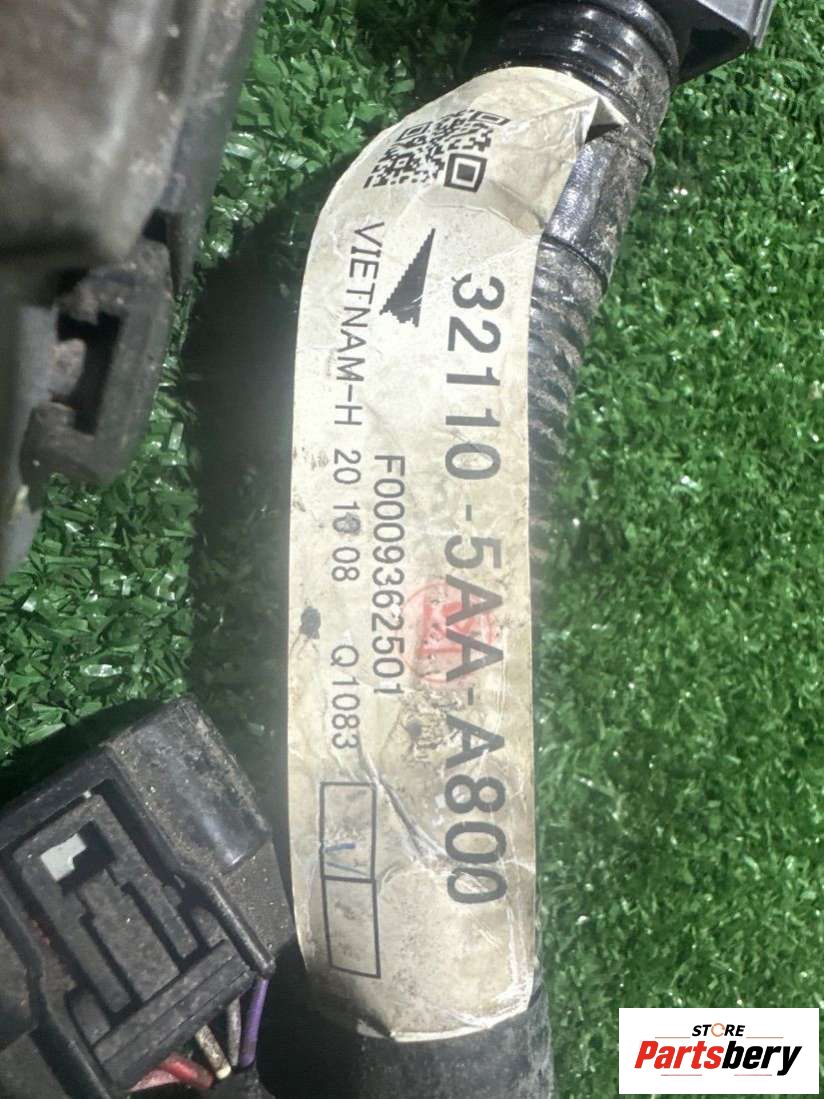 32110-5AA-A800
F0009362501
VIETNAM-H 20 10 08 Q1083
STORE
Partsbery